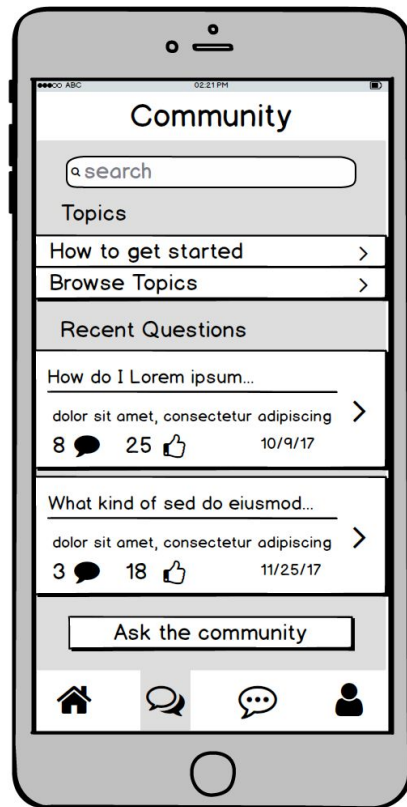 ABC 02:21 PM
Community
search
Topics
How to get started
Browse Topics
Recent Questions
How do I Lorem ipsum...
dolor sit amet, consectetur adipiscing
8 25 10/9/17
What kind of sed do eiusmod...
dolor sit amet, consectetur adipiscing
3 18 11/25/17
Ask the community